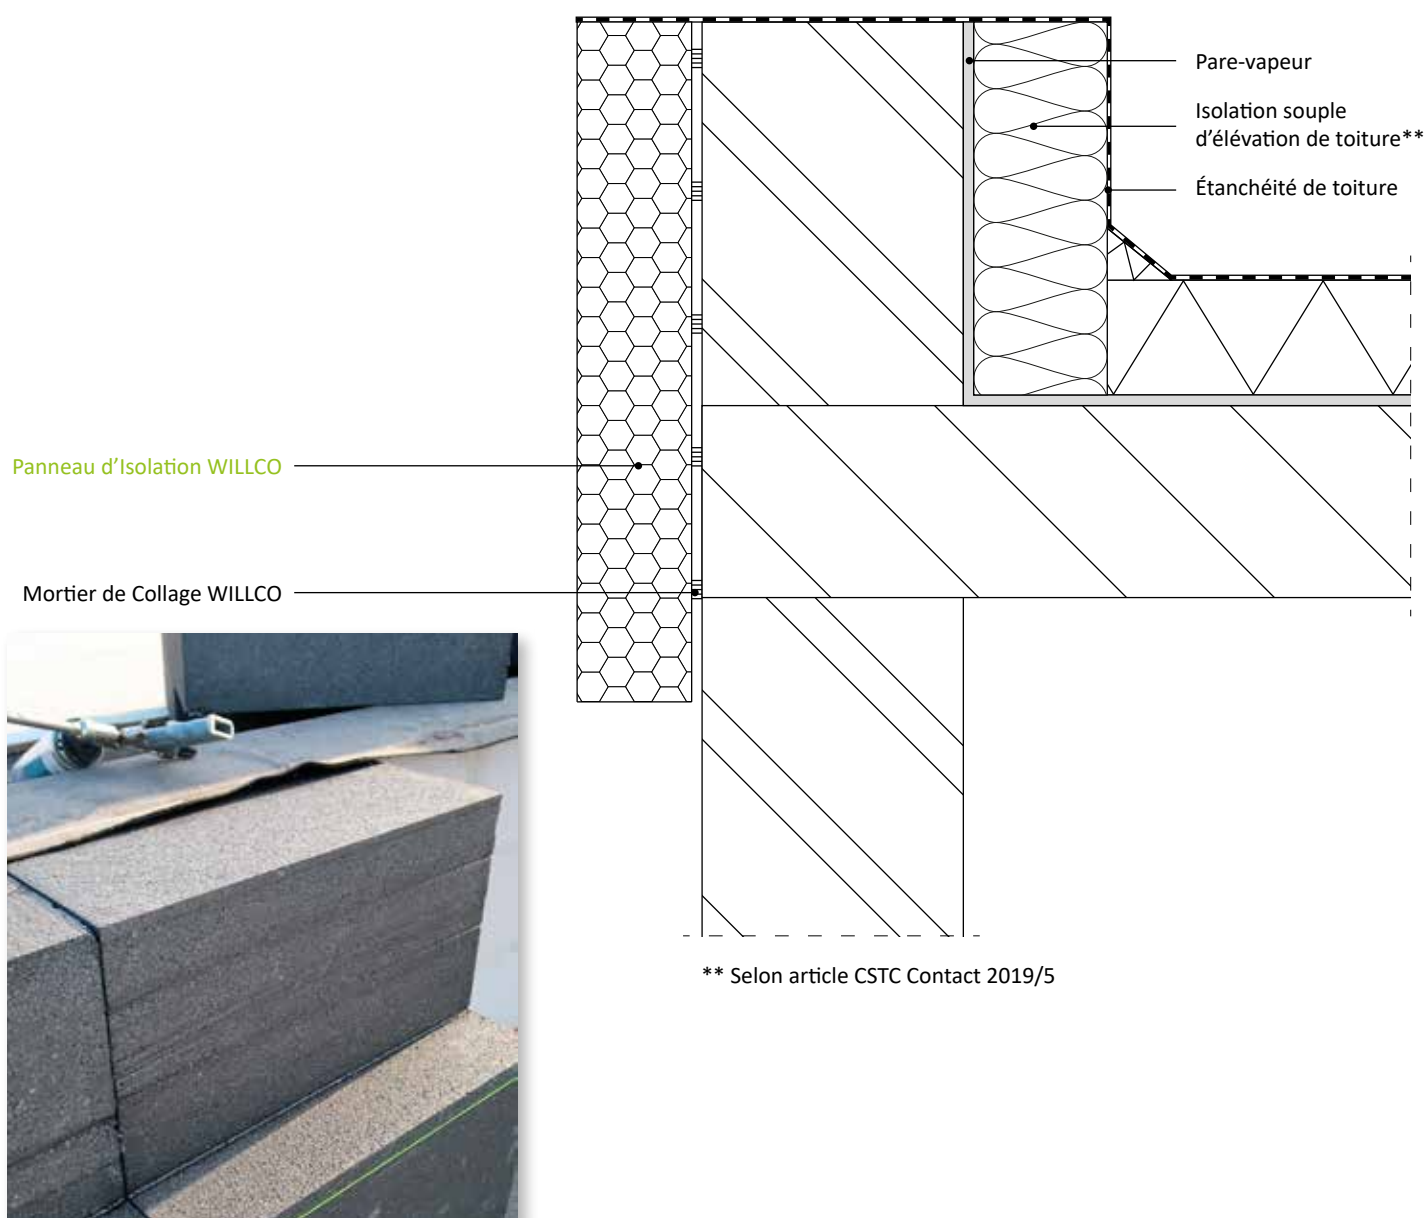 Pare-vapeur
Isolation souple
d’élévation de toiture**
Étanchéité de toiture
Panneau d’Isolation WILLCO
Mortier de Collage WILLCO
** Selon article CSTC Contact 2019/5